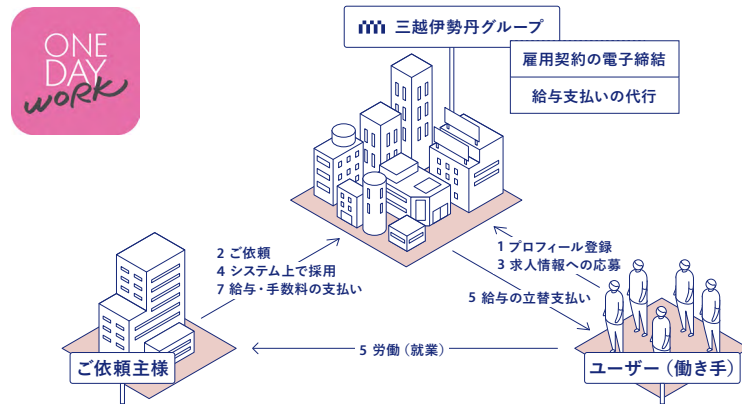 ONE
DAY
WORK
三越伊勢丹グループ
雇用契約の電子締結
給与支払いの代行
2 ご依頼
4 システム上で採用
7 給与・手数料の支払い
1 プロフィール登録
3 求人情報への応募
5 給与の立替支払い
5 労働（就業）
ご依頼主様
ユーザー（働き手）